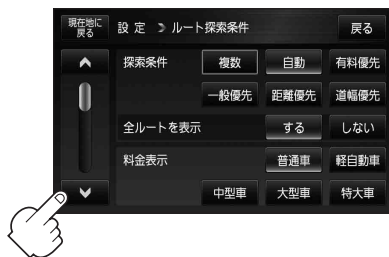 現在地に
戻る
設 定 ルート探索条件 戻る
探索条件 複数 自動 有料優先
一般優先 距離優先 道幅優先
全ルートを表示 する しない
料金表示 普通車 軽自動車
中型車 大型車 特大車